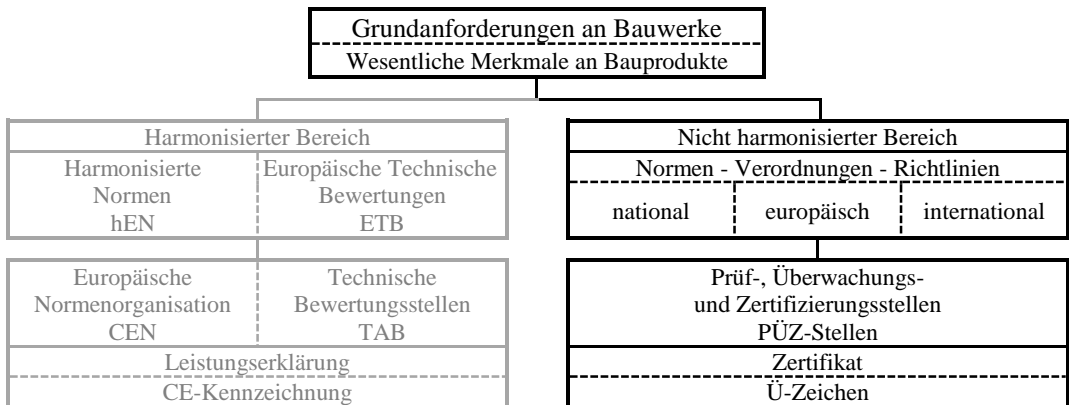 Grundanforderungen an Bauwerke
Wesentliche Merkmale an Bauprodukte
Harmonisierter Bereich
Harmonisierte
Normen
hEN
Europäische Technische
Bewertungen
ETB
Europäische
Normenorganisation
CEN
Technische
Bewertungsstellen
TAB
Leistungserklärung
CE-Kennzeichnung
Nicht harmonisierter Bereich
Normen - Verordnungen - Richtlinien
national
europäisch
international
Prüf-, Überwachungs-
und Zertifizierungsstellen
PÜZ-Stellen
Zertifikat
Ü-Zeichen